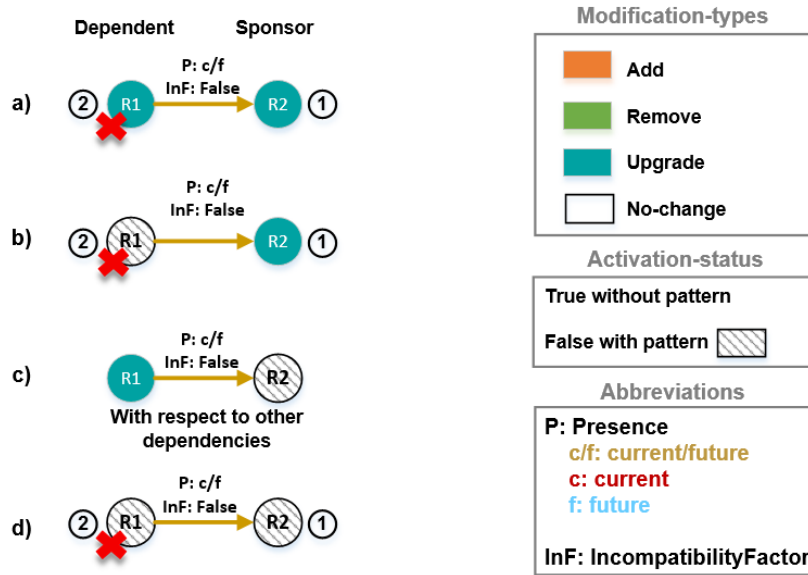 Dependent Sponsor
a)
P: c/f
InF: False
2 R1 R2 1
b)
P: c/f
InF: False
2 R1 R2 1
c)
P: c/f
InF: False
R1 R2
With respect to other
dependencies
d)
P: c/f
InF: False
2 R1 R2 1
Modification-types
Add
Remove
Upgrade
No-change
Activation-status
True without pattern
False with pattern
Abbreviations
P: Presence
c/f: current/future
c: current
f: future
InF: IncompatibilityFactor